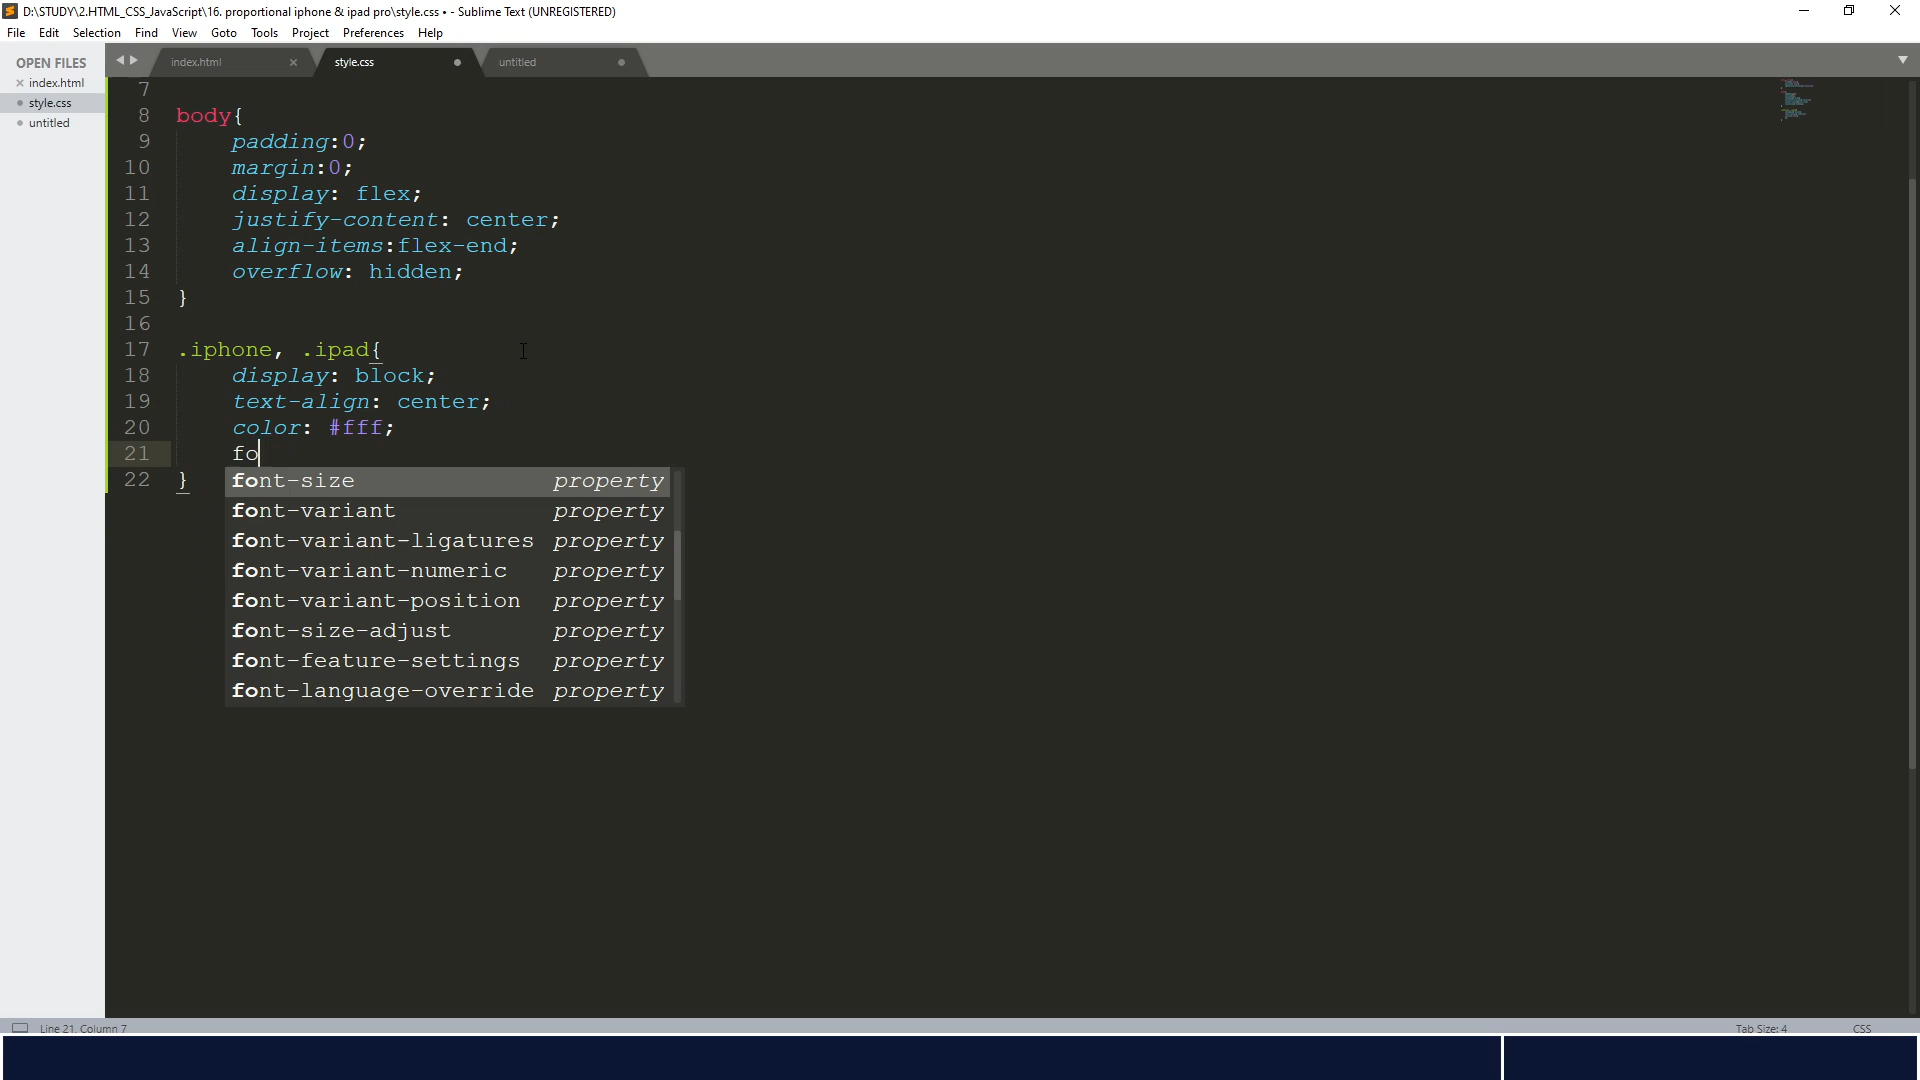 D:\STUDY\2.HTML_CSS_JavaScript\16. proportional iphone & ipad pro\style.css • - Sublime Text (UNREGISTERED)
File Edit Selection Find View Goto Tools Project Preferences Help
OPEN FILES
index.html
style.css
untitled
index.html style.css untitled
7
8 body{
9 padding:0;
10 margin:0;
11 display: flex;
12 justify-content: center;
13 align-items:flex-end;
14 overflow: hidden;
15 }
16
17 .iphone, .ipad{
18 display: block;
19 text-align: center;
20 color: #fff;
21 fo
22 }
font-size property
font-variant property
font-variant-ligatures property
font-variant-numeric property
font-variant-position property
font-size-adjust property
font-feature-settings property
font-language-override property
Line 21, Column 7 Tab Size: 4 CSS